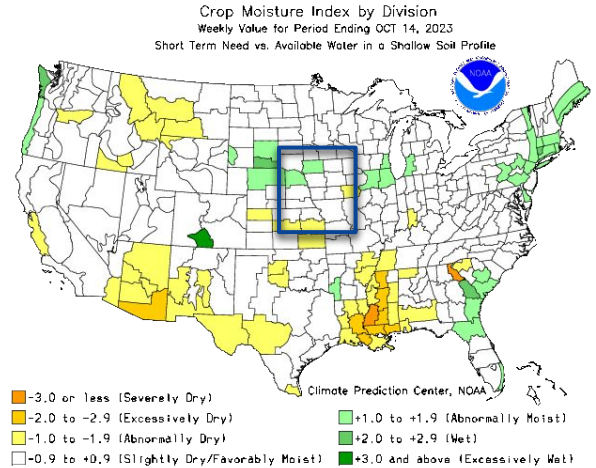 Crop Moisture Index by Division
Weekly Value for Period Ending OCT 14, 2023
Short Term Need vs. Available Water in a Shallow Soil Profile
NOAA
Climate Prediction Center, NOAA
-3.0 or less (Severely Dry)
-2.0 to -2.9 (Excessively Dry)
-1.0 to -1.9 (Abnormally Dry)
-0.9 to +0.9 (Slightly Dry/Favorably Moist)
+1.0 to +1.9 (Abnormally Moist)
+2.0 to +2.9 (Wet)
+3.0 and above (Excessively Wet)